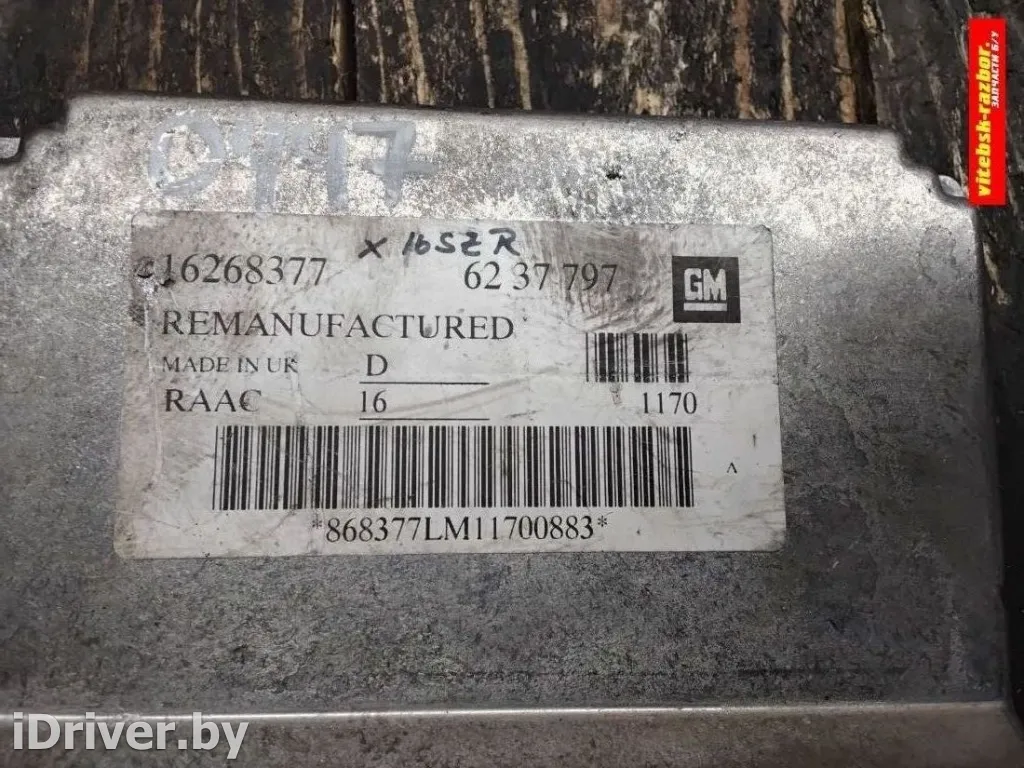 vitebsk-razbor.
ЗАПЧАСТИ Б/У
X16SZR
16268377 62 37 797 GM
REMANUFACTURED
MADE IN UK D
RAAC 16 1170
A
*868377LM11700883*
iDriver.by